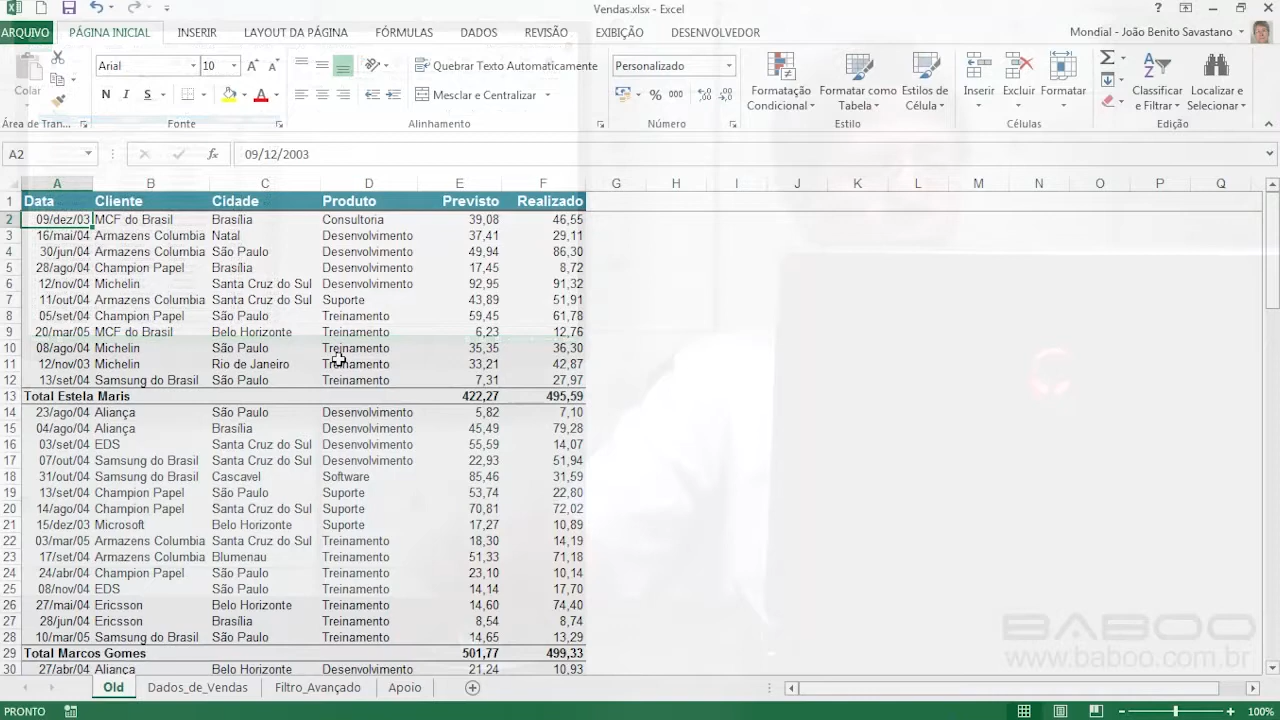 Vendas.xlsx - Excel
ARQUIVO PÁGINA INICIAL INSERIR LAYOUT DA PÁGINA FÓRMULAS DADOS REVISÃO EXIBIÇÃO DESENVOLVEDOR Mondial - João Benito Savastano
Colar
Área de Tran...
Arial 10
N I S
Fonte
Quebrar Texto Automaticamente
Mesclar e Centralizar
Alinhamento
Personalizado
% 000
Número
Formatação Condicional
Formatar como Tabela
Estilos de Célula
Estilo
Inserir Excluir Formatar
Células
Classificar e Filtrar
Localizar e Selecionar
Edição
A2 fx 09/12/2003
A B C D E F G H I J K L M N O P Q
1 Data Cliente Cidade Produto Previsto Realizado
2 09/dez/03 MCF do Brasil Brasília Consultoria 39,08 46,55
3 16/mai/04 Armazens Columbia Natal Desenvolvimento 37,41 29,11
4 30/jun/04 Armazens Columbia São Paulo Desenvolvimento 49,94 86,30
5 28/ago/04 Champion Papel Brasília Desenvolvimento 17,45 8,72
6 12/nov/04 Michelin Santa Cruz do Sul Desenvolvimento 92,95 91,32
7 11/out/04 Armazens Columbia Santa Cruz do Sul Suporte 43,89 51,91
8 05/set/04 Champion Papel São Paulo Treinamento 59,45 61,78
9 20/mar/05 MCF do Brasil Belo Horizonte Treinamento 6,23 12,76
10 08/ago/04 Michelin São Paulo Treinamento 35,35 36,30
11 12/nov/03 Michelin Rio de Janeiro Treinamento 33,21 42,87
12 13/set/04 Samsung do Brasil São Paulo Treinamento 7,31 27,97
13 Total Estela Maris 422,27 495,59
14 23/ago/04 Aliança São Paulo Desenvolvimento 5,82 7,10
15 04/ago/04 Aliança Brasília Desenvolvimento 45,49 79,28
16 03/set/04 EDS Santa Cruz do Sul Desenvolvimento 55,59 14,07
17 07/out/04 Samsung do Brasil Santa Cruz do Sul Desenvolvimento 22,93 51,94
18 31/out/04 Samsung do Brasil Cascavel Software 85,46 31,59
19 13/set/04 Champion Papel São Paulo Suporte 53,74 22,80
20 14/ago/04 Champion Papel Santa Cruz do Sul Suporte 70,81 72,02
21 15/dez/03 Microsoft Belo Horizonte Suporte 17,27 10,89
22 03/mar/05 Armazens Columbia Santa Cruz do Sul Treinamento 18,30 14,19
23 17/set/04 Armazens Columbia Blumenau Treinamento 51,33 71,18
24 24/abr/04 Champion Papel São Paulo Treinamento 23,10 10,14
25 08/nov/04 EDS São Paulo Treinamento 14,14 17,70
26 27/mai/04 Ericsson Belo Horizonte Treinamento 14,60 74,40
27 28/jun/04 Ericsson Brasília Treinamento 8,54 8,74
28 10/mar/05 Samsung do Brasil São Paulo Treinamento 14,65 13,29
29 Total Marcos Gomes 501,77 499,33
30 27/abr/04 Aliança Belo Horizonte Desenvolvimento 21,24 10,93
BABOO
www.baboo.com.br
Old Dados_de_Vendas Filtro_Avançado Apoio
PRONTO 100%